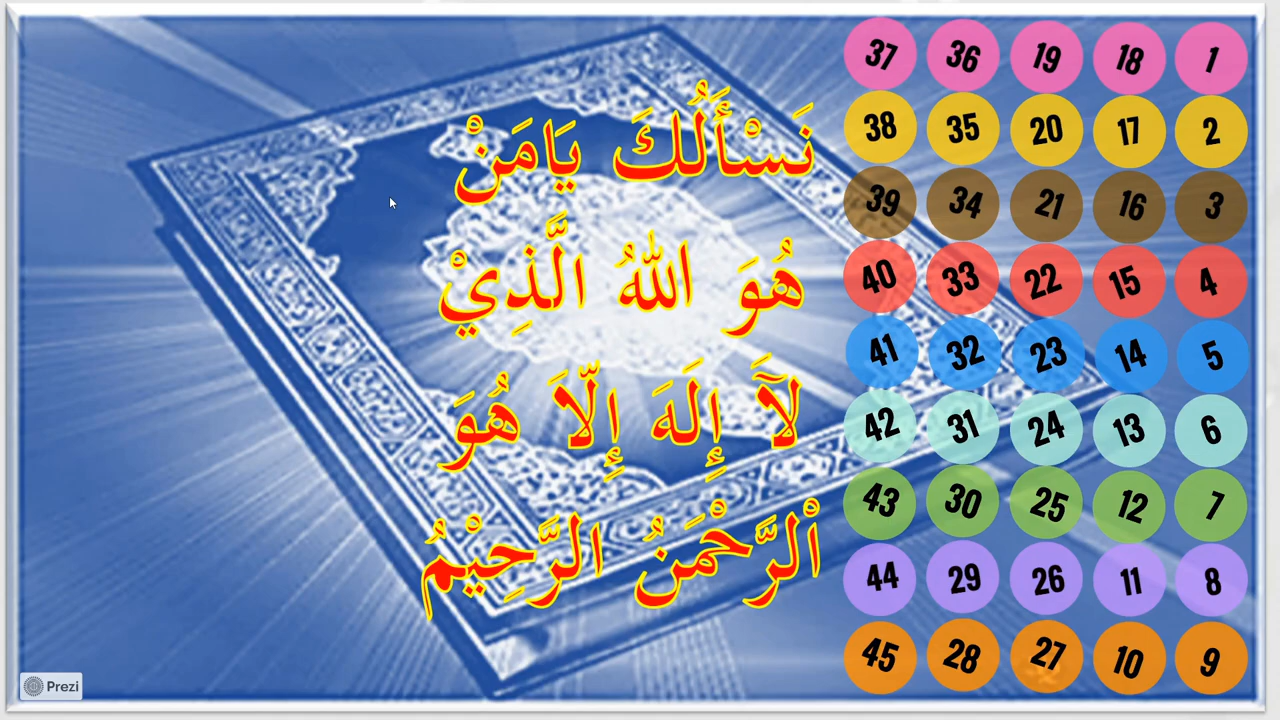 نَسْأَلُكَ يَامَنْ
هُوَ اللهُ الَّذِيْ
لآَ إِلَهَ إِلّاَ هُوَ
اْلرَّحْمَنُ الرَّحِيْمُ
37 36 19 18 1
38 35 20 17 2
39 34 21 16 3
40 33 22 15 4
41 32 23 14 5
42 31 24 13 6
43 30 25 12 7
44 29 26 11 8
45 28 27 10 9
Prezi